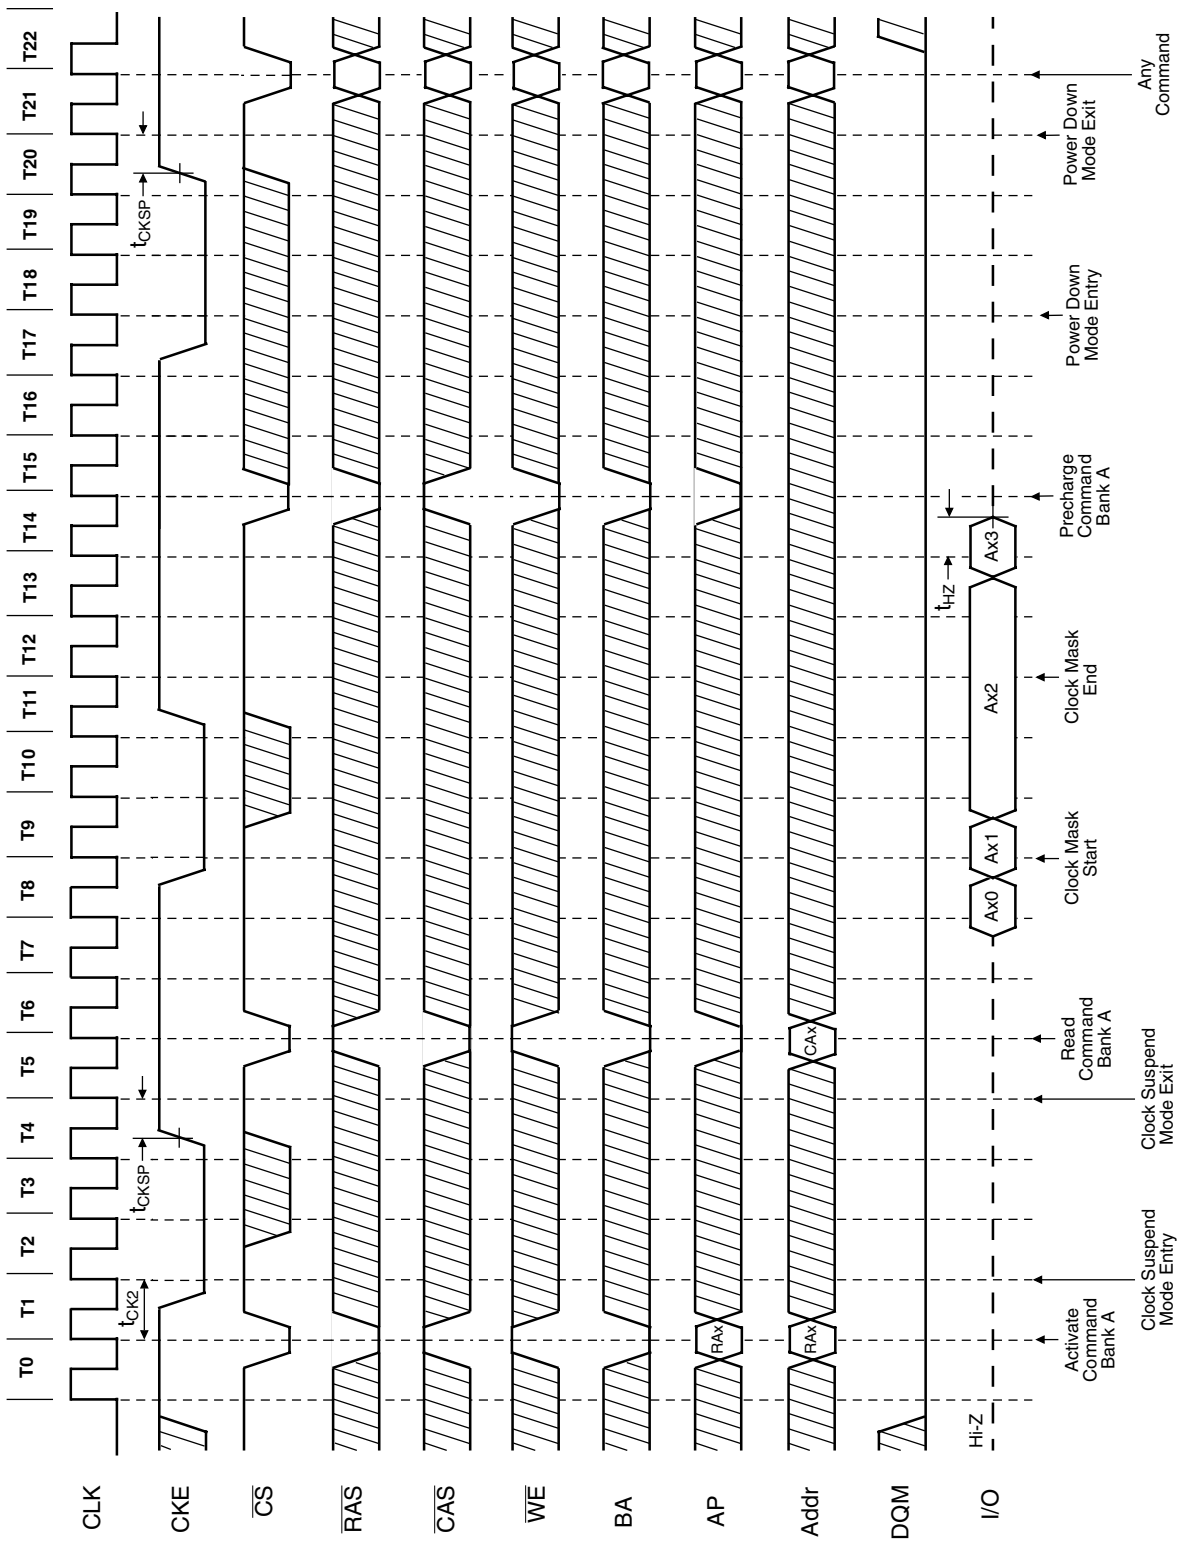 T0 T1 T2 T3 T4 T5 T6 T7 T8 T9 T10 T11 T12 T13 T14 T15 T16 T17 T18 T19 T20 T21 T22
CLK
tCK2
tCKSP
tCKSP
CKE
CS
RAS
CAS
WE
BA
AP
RAx
Addr
RAx
CAx
DQM
tHZ
I/O
Hi-Z
Ax0
Ax1
Ax2
Ax3
Activate
Command
Bank A
Clock Suspend
Mode Entry
Clock Suspend
Mode Exit
Read
Command
Bank A
Clock Mask
Start
Clock Mask
End
Precharge
Command
Bank A
Power Down
Mode Entry
Power Down
Mode Exit
Any
Command